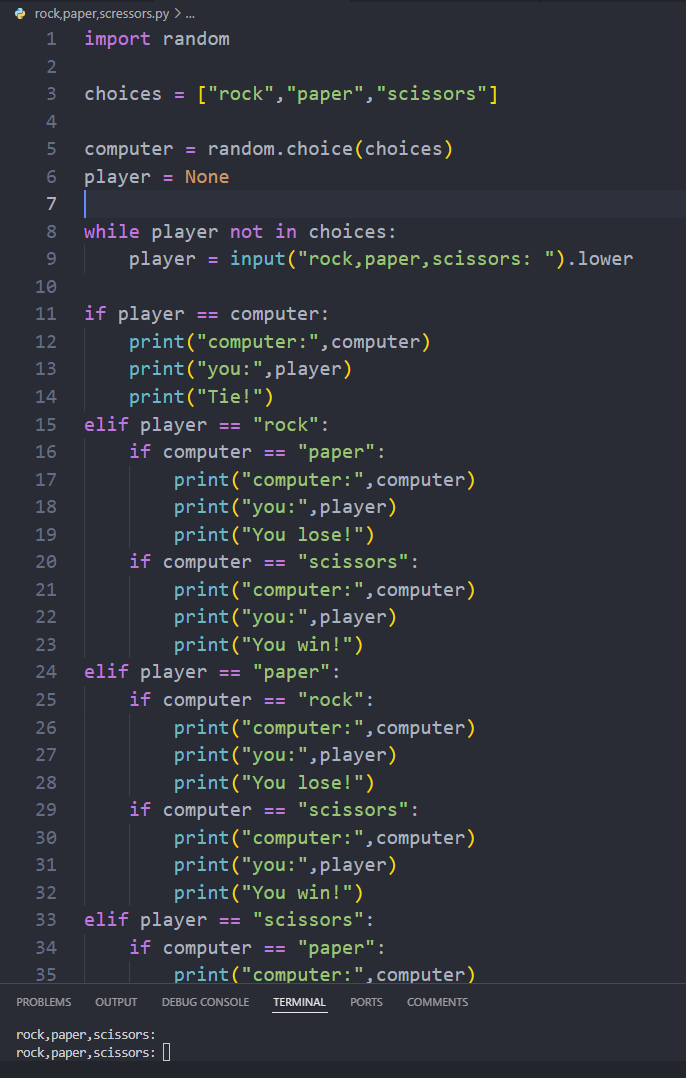 rock,paper,scressors.py > ...
1 import random
2
3 choices = ["rock","paper","scissors"]
4
5 computer = random.choice(choices)
6 player = None
7
8 while player not in choices:
9     player = input("rock,paper,scissors: ").lower
10
11 if player == computer:
12     print("computer:",computer)
13     print("you:",player)
14     print("Tie!")
15 elif player == "rock":
16     if computer == "paper":
17         print("computer:",computer)
18         print("you:",player)
19         print("You lose!")
20     if computer == "scissors":
21         print("computer:",computer)
22         print("you:",player)
23         print("You win!")
24 elif player == "paper":
25     if computer == "rock":
26         print("computer:",computer)
27         print("you:",player)
28         print("You lose!")
29     if computer == "scissors":
30         print("computer:",computer)
31         print("you:",player)
32         print("You win!")
33 elif player == "scissors":
34     if computer == "paper":
35         print("computer:",computer)
PROBLEMS OUTPUT DEBUG CONSOLE TERMINAL PORTS COMMENTS
rock,paper,scissors:
rock,paper,scissors: